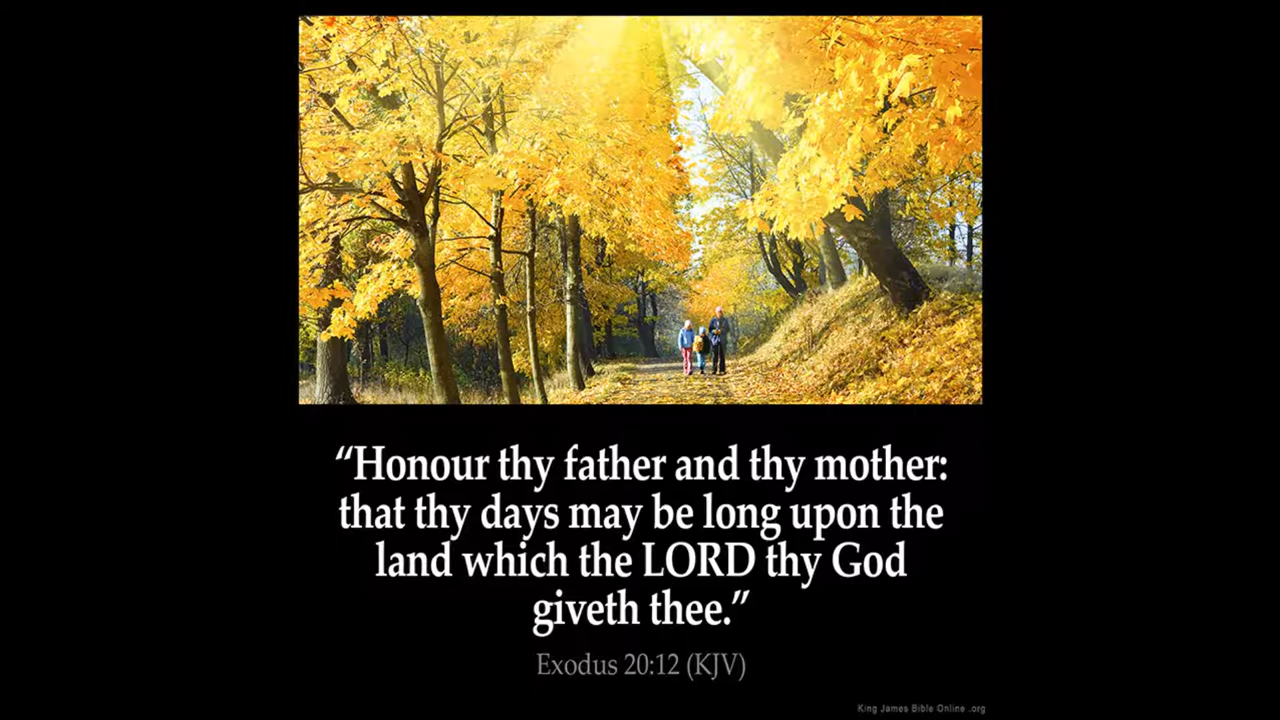 “Honour thy father and thy mother:
that thy days may be long upon the
land which the LORD thy God
giveth thee.”
Exodus 20:12 (KJV)
King James Bible Online .org